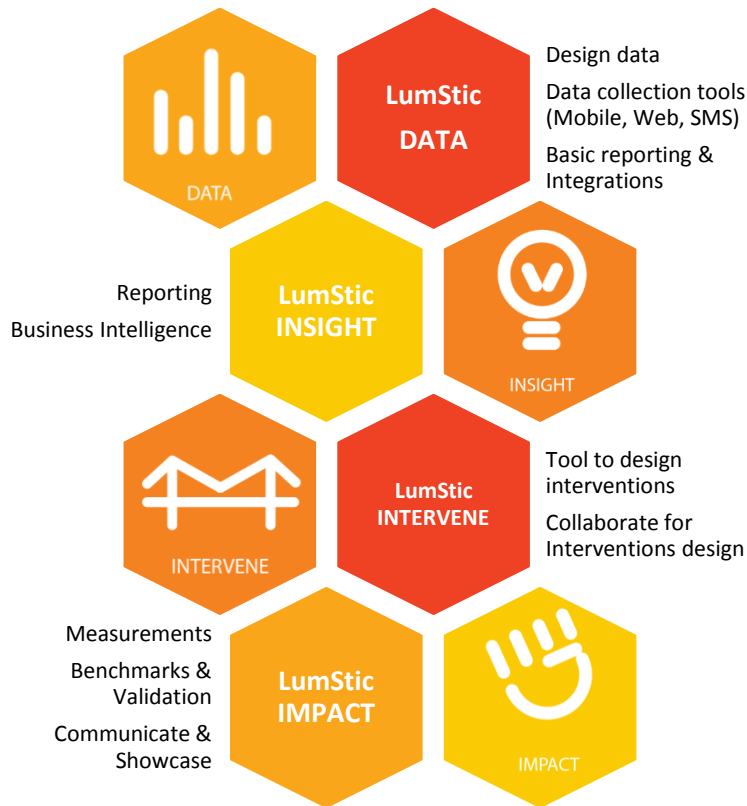 DATA
LumStic
DATA
Design data
Data collection tools
(Mobile, Web, SMS)
Basic reporting &
Integrations
Reporting
Business Intelligence
LumStic
INSIGHT
INSIGHT
INTERVENE
LumStic
INTERVENE
Tool to design
interventions
Collaborate for
Interventions design
Measurements
Benchmarks &
Validation
Communicate &
Showcase
LumStic
IMPACT
IMPACT